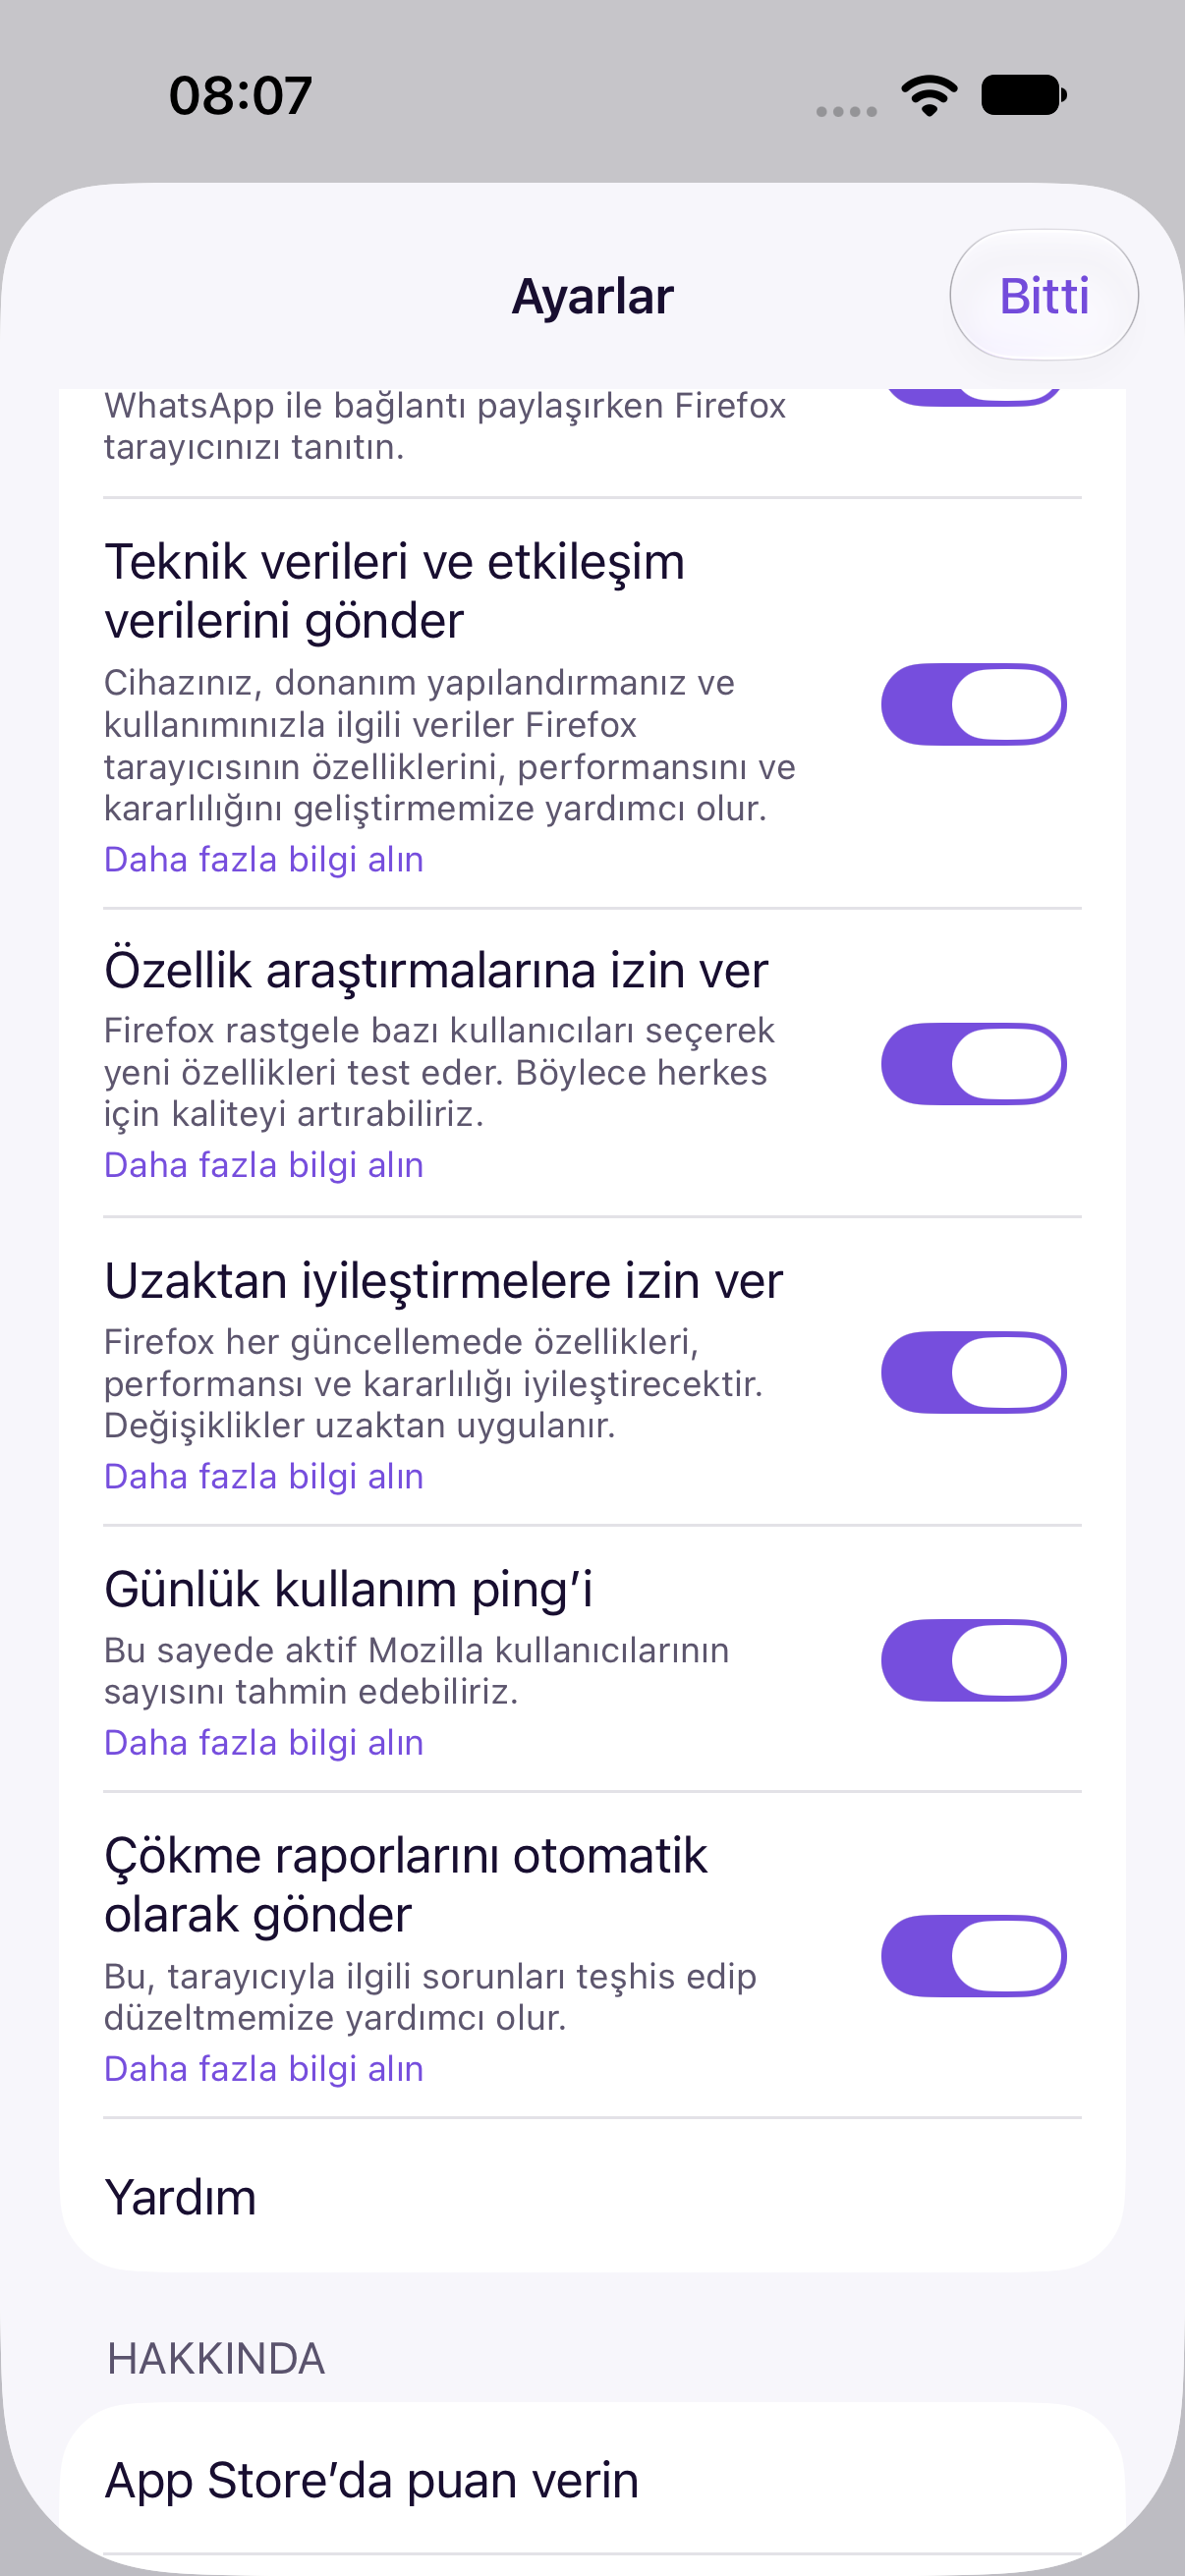 08:07
Ayarlar
Bitti
WhatsApp ile bağlantı paylaşırken Firefox
tarayıcınızı tanıtın.
Teknik verileri ve etkileşim
verilerini gönder
Cihazınız, donanım yapılandırmanız ve
kullanımınızla ilgili veriler Firefox
tarayıcısının özelliklerini, performansını ve
kararlılığını geliştirmemize yardımcı olur.
Daha fazla bilgi alın
Özellik araştırmalarına izin ver
Firefox rastgele bazı kullanıcıları seçerek
yeni özellikleri test eder. Böylece herkes
için kaliteyi artırabiliriz.
Daha fazla bilgi alın
Uzaktan iyileştirmelere izin ver
Firefox her güncellemede özellikleri,
performansı ve kararlılığı iyileştirecektir.
Değişiklikler uzaktan uygulanır.
Daha fazla bilgi alın
Günlük kullanım ping’i
Bu sayede aktif Mozilla kullanıcılarının
sayısını tahmin edebiliriz.
Daha fazla bilgi alın
Çökme raporlarını otomatik
olarak gönder
Bu, tarayıcıyla ilgili sorunları teşhis edip
düzeltmemize yardımcı olur.
Daha fazla bilgi alın
Yardım
HAKKINDA
App Store’da puan verin